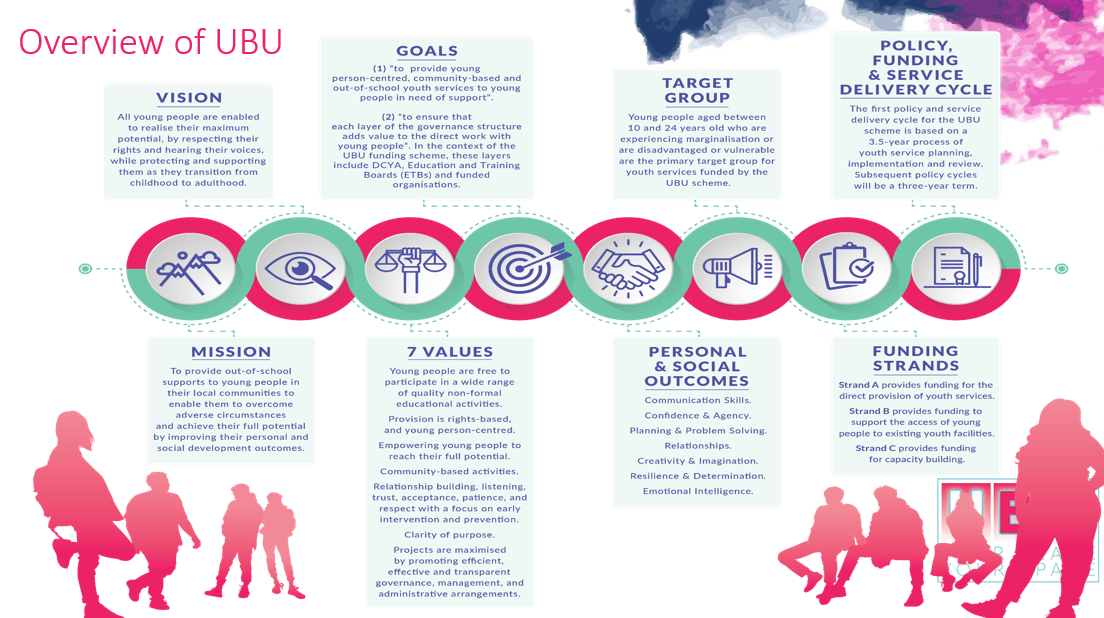 Overview of UBU
VISION
All young people are enabled
to realise their maximum
potential, by respecting their
rights and hearing their voices,
while protecting and supporting
them as they transition from
childhood to adulthood.
GOALS
(1) "to provide young
person-centred, community-based and
out-of-school youth services to young
people in need of support".
(2) "to ensure that
each layer of the governance structure
adds value to the direct work with
young people". In the context of the
UBU funding scheme, these layers
include DCYA, Education and Training
Boards (ETBs) and funded
organisations.
TARGET
GROUP
Young people aged between
10 and 24 years old who are
experiencing marginalisation or
are disadvantaged or vulnerable
are the primary target group for
youth services funded by the
UBU scheme.
POLICY,
FUNDING
& SERVICE
DELIVERY CYCLE
The first policy and service
delivery cycle for the UBU
scheme is based on a
3.5-year process of
youth service planning,
implementation and review.
Subsequent policy cycles
will be a three-year term.
MISSION
To provide out-of-school
supports to young people in
their local communities to
enable them to overcome
adverse circumstances
and achieve their full potential
by improving their personal and
social development outcomes.
7 VALUES
Young people are free to
participate in a wide range
of quality non-formal
educational activities.
Provision is rights-based,
and young person-centred.
Empowering young people to
reach their full potential.
Community-based activities.
Relationship building, listening,
trust, acceptance, patience, and
respect with a focus on early
intervention and prevention.
Clarity of purpose.
Projects are maximised
by promoting efficient,
effective and transparent
governance, management, and
administrative arrangements.
PERSONAL
& SOCIAL
OUTCOMES
Communication Skills.
Confidence & Agency.
Planning & Problem Solving.
Relationships.
Creativity & Imagination.
Resilience & Determination.
Emotional Intelligence.
FUNDING
STRANDS
Strand A provides funding for the
direct provision of youth services.
Strand B provides funding to
support the access of young
people to existing youth facilities.
Strand C provides funding
for capacity building.